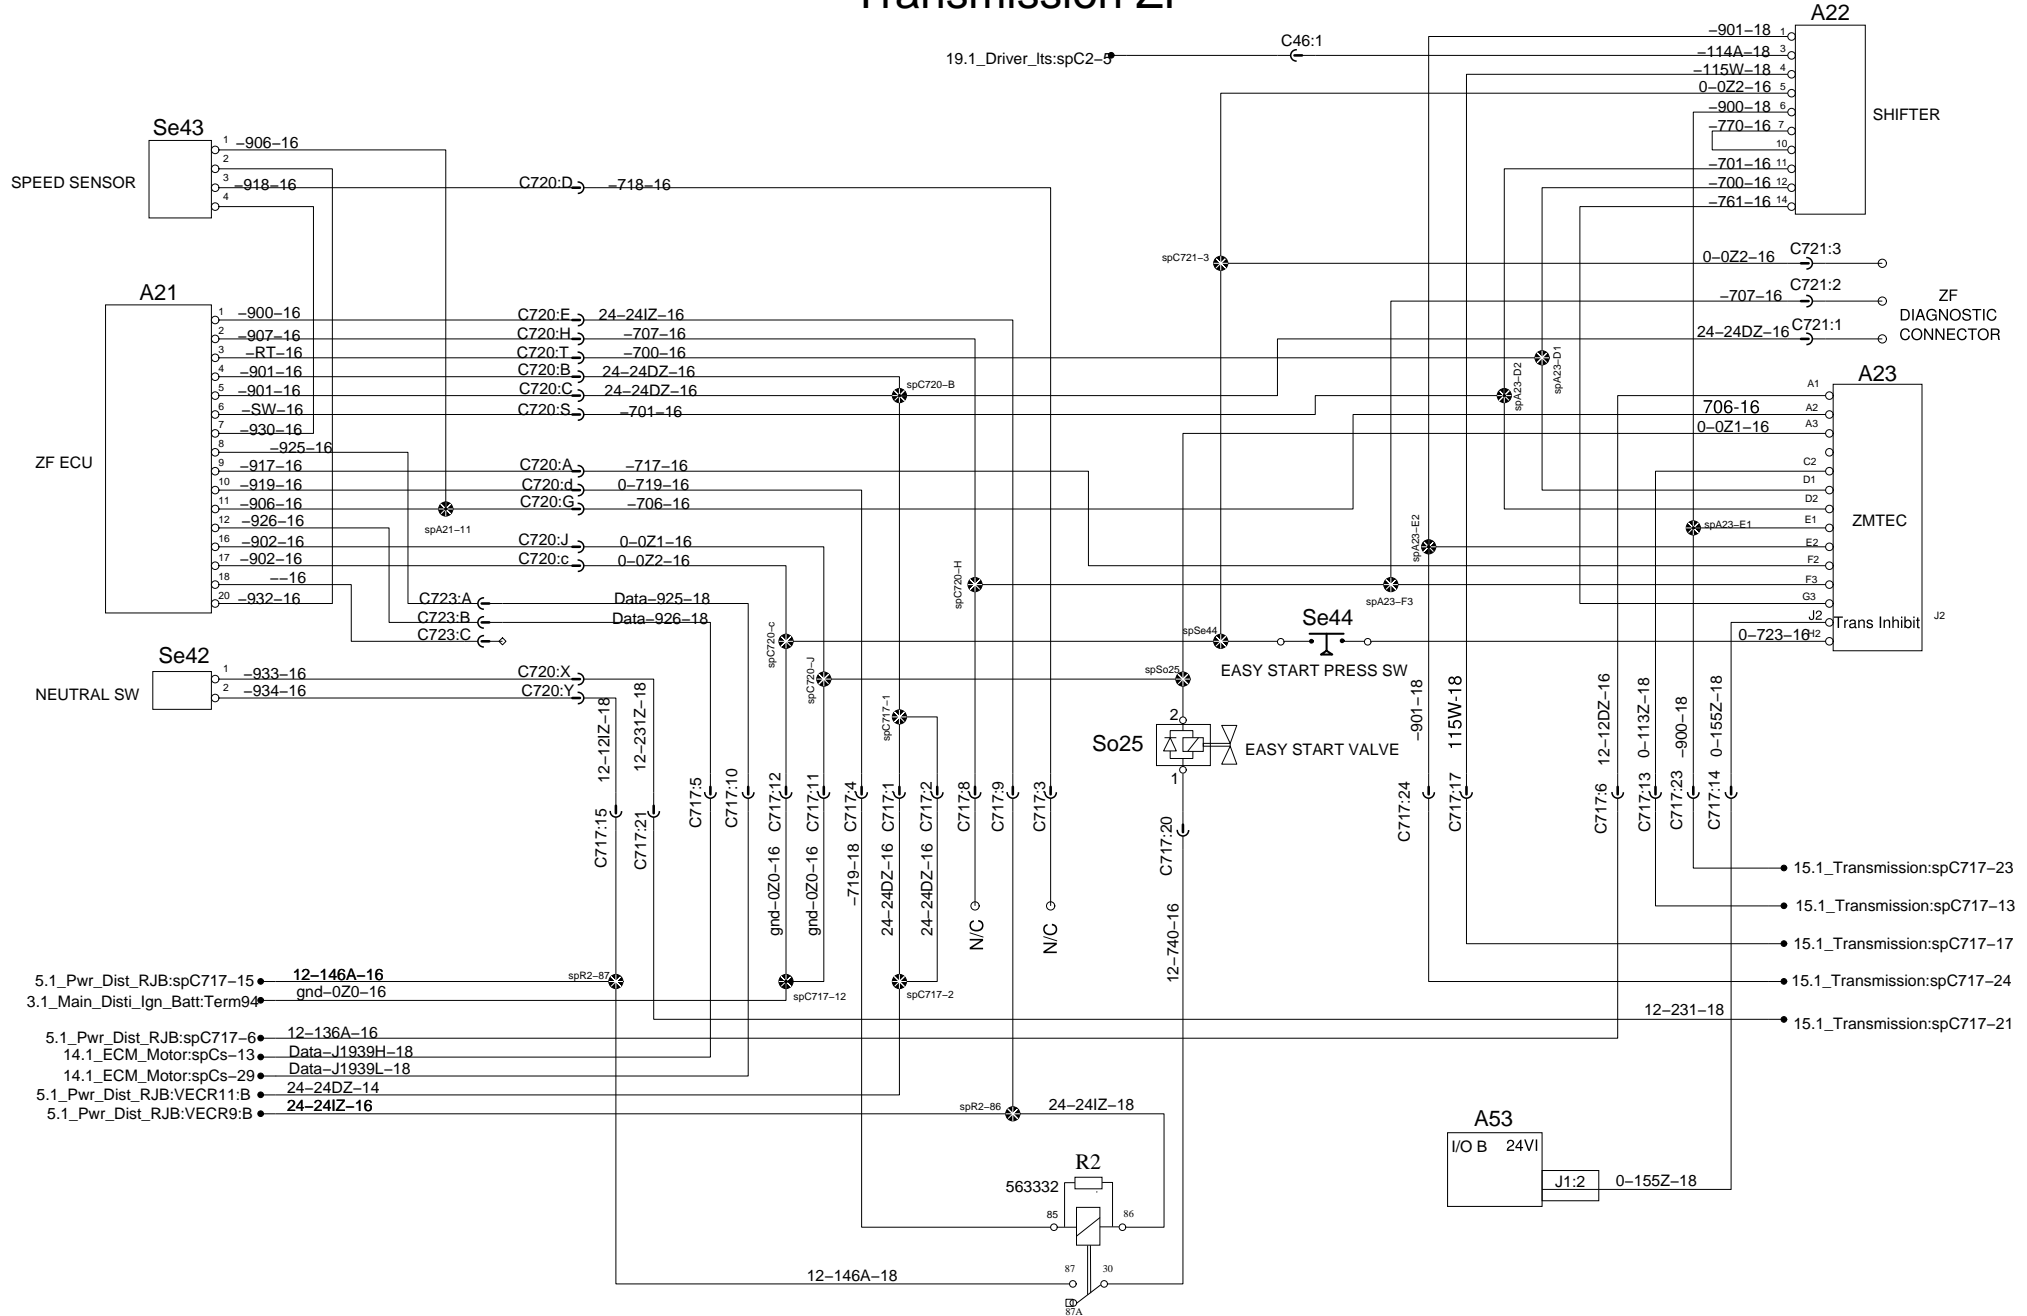 Transmission ZF
A22
19.1_Driver_lts:spC2–5
C46:1
–901–18 1
–114A–18 3
–115W–18 4
0–0Z2–16 5
–900–18 6
–770–16 7
10
–701–16 11
–700–16 12
–761–16 14
SHIFTER
Se43
SPEED SENSOR
1 –906–16
2
3 –918–16
4
C720:D –718–16
spC721–3
0–0Z2–16 C721:3
–707–16 C721:2
24–24DZ–16 C721:1
ZF
DIAGNOSTIC
CONNECTOR
A21
ZF ECU
1 –900–16 C720:E 24–24IZ–16
2 –907–16 C720:H –707–16
3 –RT–16 C720:T –700–16
4 –901–16 C720:B 24–24DZ–16
5 –901–16 C720:C 24–24DZ–16
6 –SW–16 C720:S –701–16
7 –930–16
8 –925–16
9 –917–16 C720:A –717–16
10 –919–16 C720:d 0–719–16
11 –906–16 C720:G –706–16
12 –926–16
16 –902–16 C720:J 0–0Z1–16
17 –902–16 C720:c 0–0Z2–16
18 ––16
20 –932–16
spA21–11
C723:A Data–925–18
C723:B Data–926–18
C723:C
spC720–B
spA23–D2
spA23–D1
spA23–E2
spA23–E1
spA23–F3
spC720–H
spC720–c
spC720–J
spC717–1
spSe44
spSo25
A23
ZMTEC
A1
706-16 A2
0–0Z1–16 A3
C2
D1
D2
E1
E2
F2
F3
G3
J2 Trans Inhibit J2
0–723–16 H2
Se44
EASY START PRESS SW
Se42
NEUTRAL SW
1 –933–16 C720:X
2 –934–16 C720:Y
So25
2
1
EASY START VALVE
12–12IZ–18
12–231Z–18
C717:15
C717:21
C717:5
C717:10
C717:12
C717:11
C717:4
C717:1
C717:2
C717:8
C717:9
C717:3
gnd–0Z0–16
gnd–0Z0–16
–719–18
24–24DZ–16
24–24DZ–16
N/C
N/C
C717:20
12–740–16
–901–18
115W-18
12–12DZ–16
0–113Z–18
–900–18
0–155Z–18
C717:24
C717:17
C717:6
C717:13
C717:23
C717:14
15.1_Transmission:spC717–23
15.1_Transmission:spC717–13
15.1_Transmission:spC717–17
15.1_Transmission:spC717–24
12–231–18 15.1_Transmission:spC717–21
5.1_Pwr_Dist_RJB:spC717–15 12–146A–16 spR2–87
3.1_Main_Disti_Ign_Batt:Term94 gnd–0Z0–16
spC717–12
spC717–2
5.1_Pwr_Dist_RJB:spC717–6 12–136A–16
14.1_ECM_Motor:spCs–13 Data–J1939H–18
14.1_ECM_Motor:spCs–29 Data–J1939L–18
5.1_Pwr_Dist_RJB:VECR11:B 24–24DZ–14
5.1_Pwr_Dist_RJB:VECR9:B 24–24IZ–16
spR2–86
24–24IZ–18
R2
563332
85
86
87
30
87A
12–146A–18
A53
I/O B 24VI
J1:2 0–155Z–18